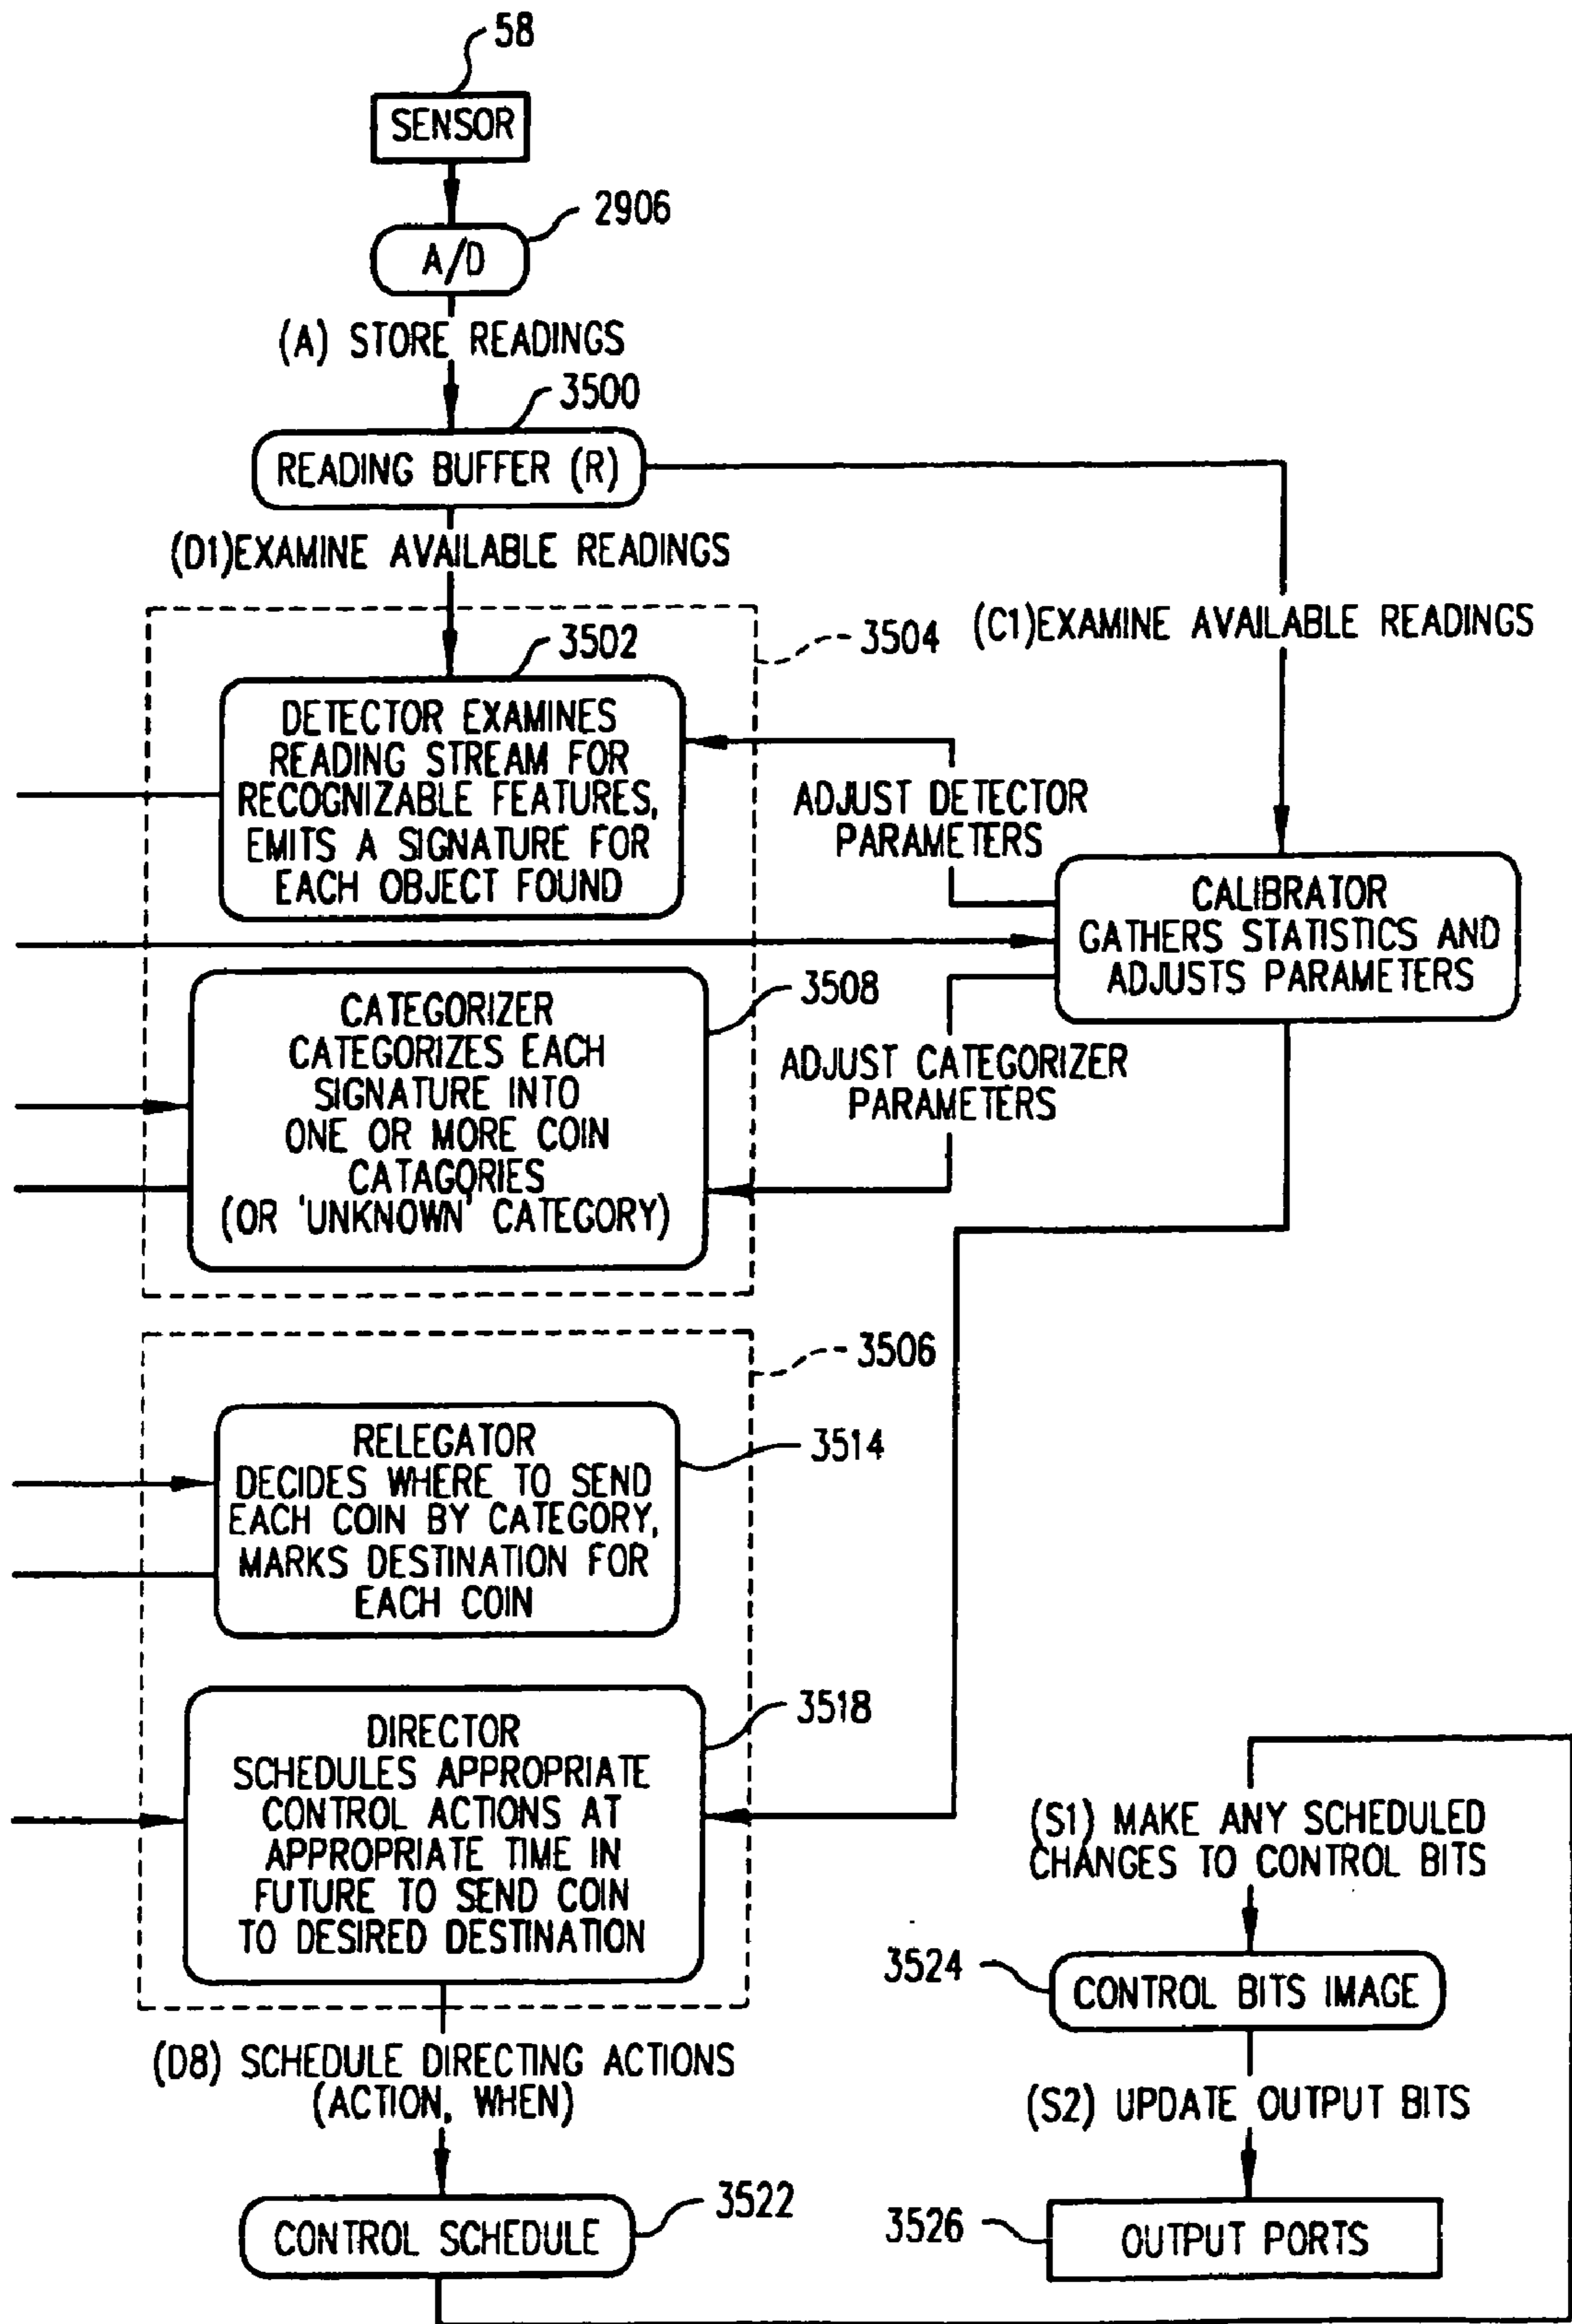 58
SENSOR
2906
A/D
(A) STORE READINGS
3500
READING BUFFER (R)
(D1)EXAMINE AVAILABLE READINGS
(C1)EXAMINE AVAILABLE READINGS
3504
3502
DETECTOR EXAMINES
READING STREAM FOR
RECOGNIZABLE FEATURES,
EMITS A SIGNATURE FOR
EACH OBJECT FOUND
ADJUST DETECTOR
PARAMETERS
CALIBRATOR
GATHERS STATISTICS AND
ADJUSTS PARAMETERS
3508
CATEGORIZER
CATEGORIZES EACH
SIGNATURE INTO
ONE OR MORE COIN
CATAGORIES
(OR 'UNKNOWN' CATEGORY)
ADJUST CATEGORIZER
PARAMETERS
3506
RELEGATOR
DECIDES WHERE TO SEND
EACH COIN BY CATEGORY,
MARKS DESTINATION FOR
EACH COIN
3514
3518
DIRECTOR
SCHEDULES APPROPRIATE
CONTROL ACTIONS AT
APPROPRIATE TIME IN
FUTURE TO SEND COIN
TO DESIRED DESTINATION
(D8) SCHEDULE DIRECTING ACTIONS
(ACTION, WHEN)
CONTROL SCHEDULE
3522
(S1) MAKE ANY SCHEDULED
CHANGES TO CONTROL BITS
3524
CONTROL BITS IMAGE
(S2) UPDATE OUTPUT BITS
3526
OUTPUT PORTS